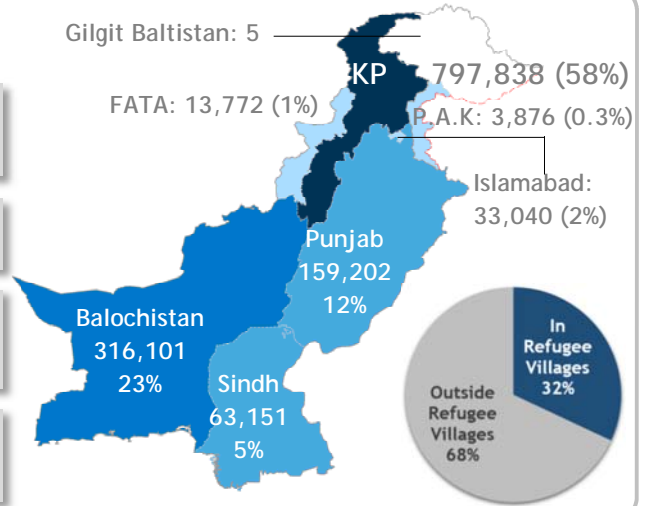 Gilgit Baltistan: 5
KP
797,838 (58%)
FATA: 13,772 (1%)
P.A.K: 3,876 (0.3%)
Islamabad:
33,040 (2%)
Punjab
159,202
12%
Balochistan
316,101
23%
Sindh
63,151
5%
In
Refugee
Villages
32%
Outside
Refugee
Villages
68%